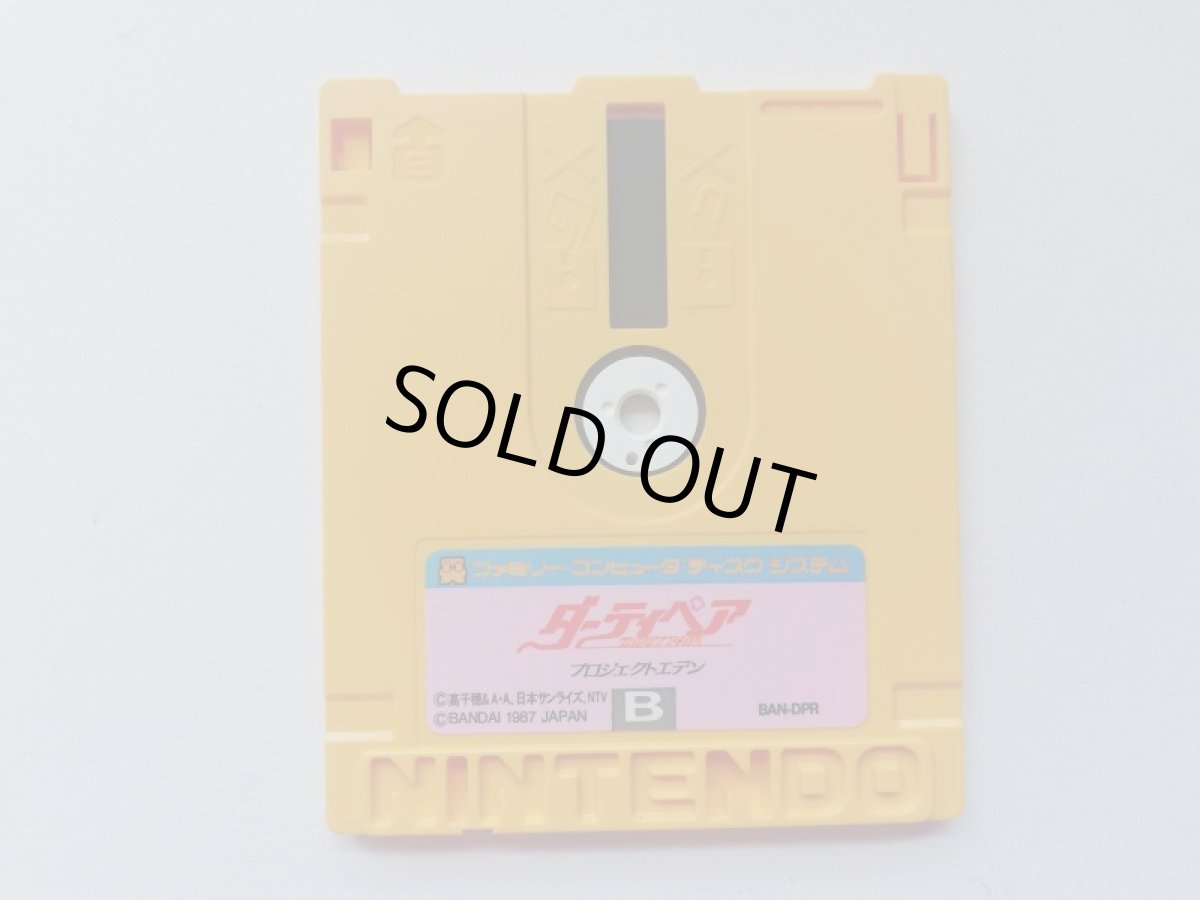 SOLD OUT
ファミリー コンピュータ ディスク システム
ダーティペア
プロジェクトエデン
©高千穂&A・A,日本サンライズ,NTV
©BANDAI 1987 JAPAN
B
BAN-DPR
NINTENDO